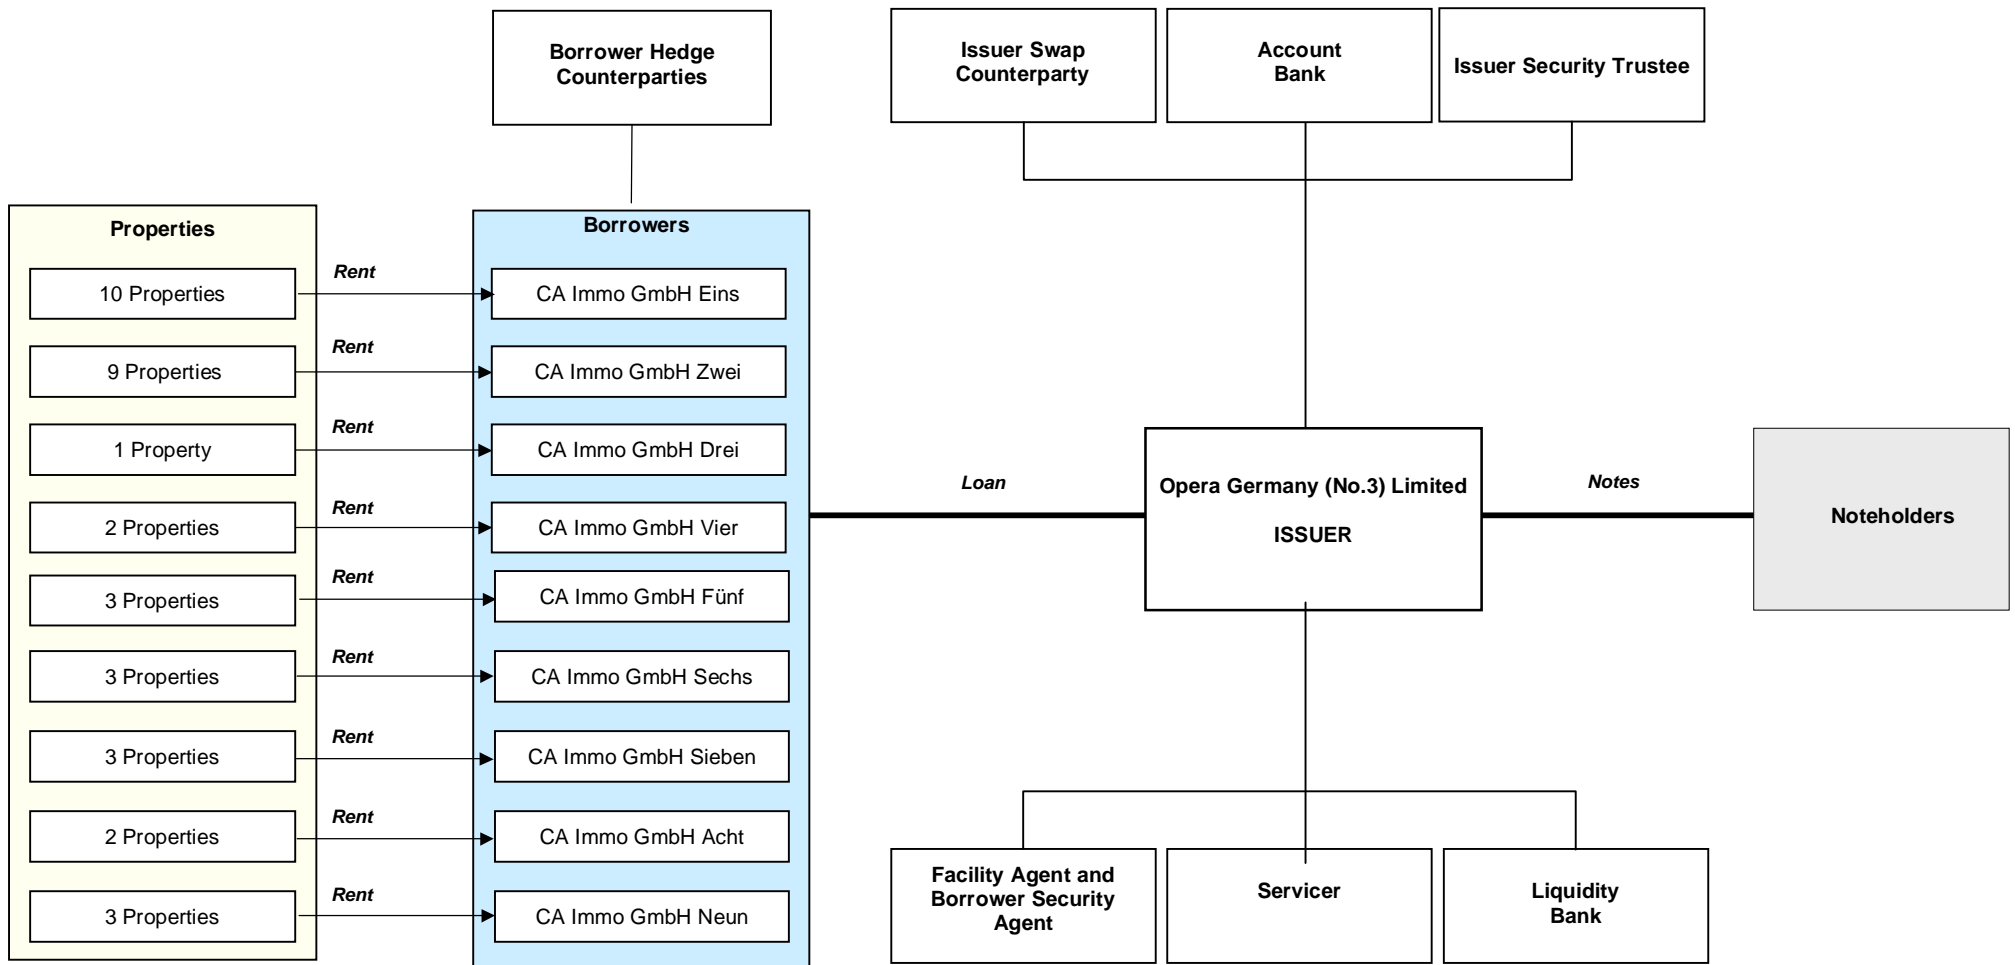 Borrower Hedge
Counterparties
Issuer Swap
Counterparty
Account
Bank
Issuer Security Trustee
Properties
Borrowers
10 Properties
Rent
CA Immo GmbH Eins
9 Properties
Rent
CA Immo GmbH Zwei
1 Property
Rent
CA Immo GmbH Drei
2 Properties
Rent
CA Immo GmbH Vier
3 Properties
Rent
CA Immo GmbH Fünf
3 Properties
Rent
CA Immo GmbH Sechs
3 Properties
Rent
CA Immo GmbH Sieben
2 Properties
Rent
CA Immo GmbH Acht
3 Properties
Rent
CA Immo GmbH Neun
Loan
Opera Germany (No.3) Limited
ISSUER
Notes
Noteholders
Facility Agent and
Borrower Security
Agent
Servicer
Liquidity
Bank